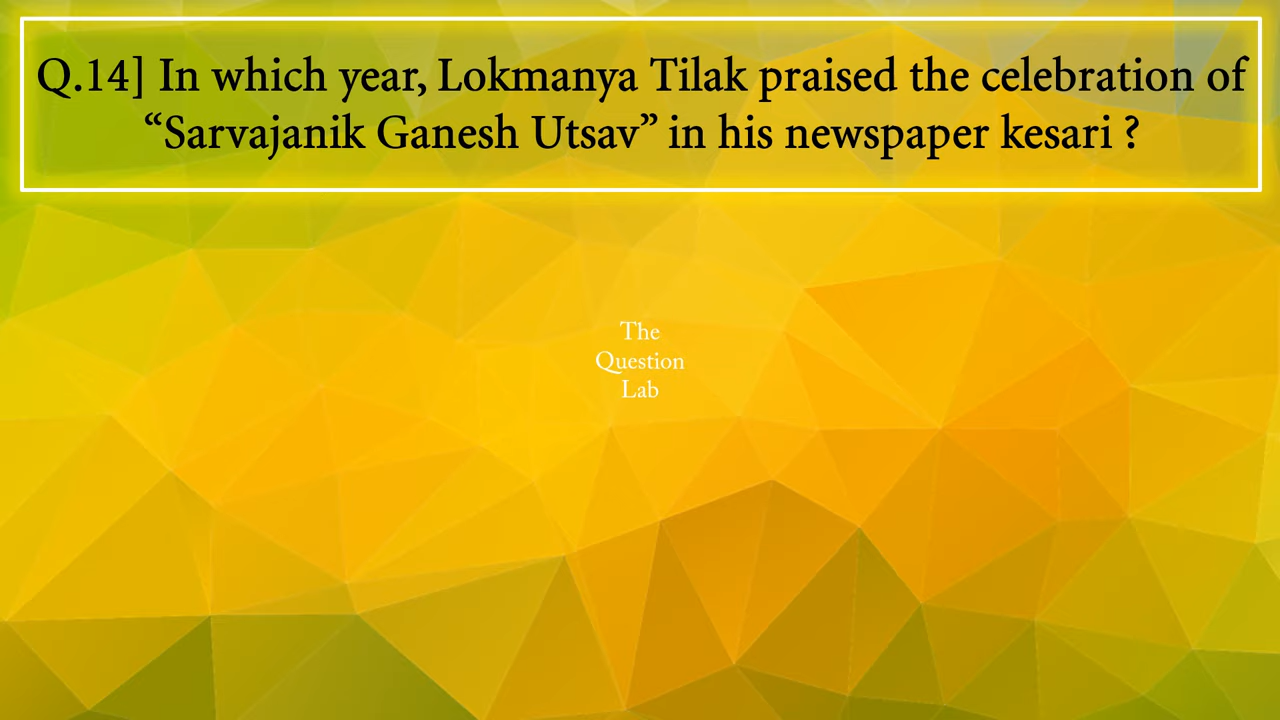 Q.14] In which year, Lokmanya Tilak praised the celebration of
“Sarvajanik Ganesh Utsav” in his newspaper kesari ?
The
Question
Lab